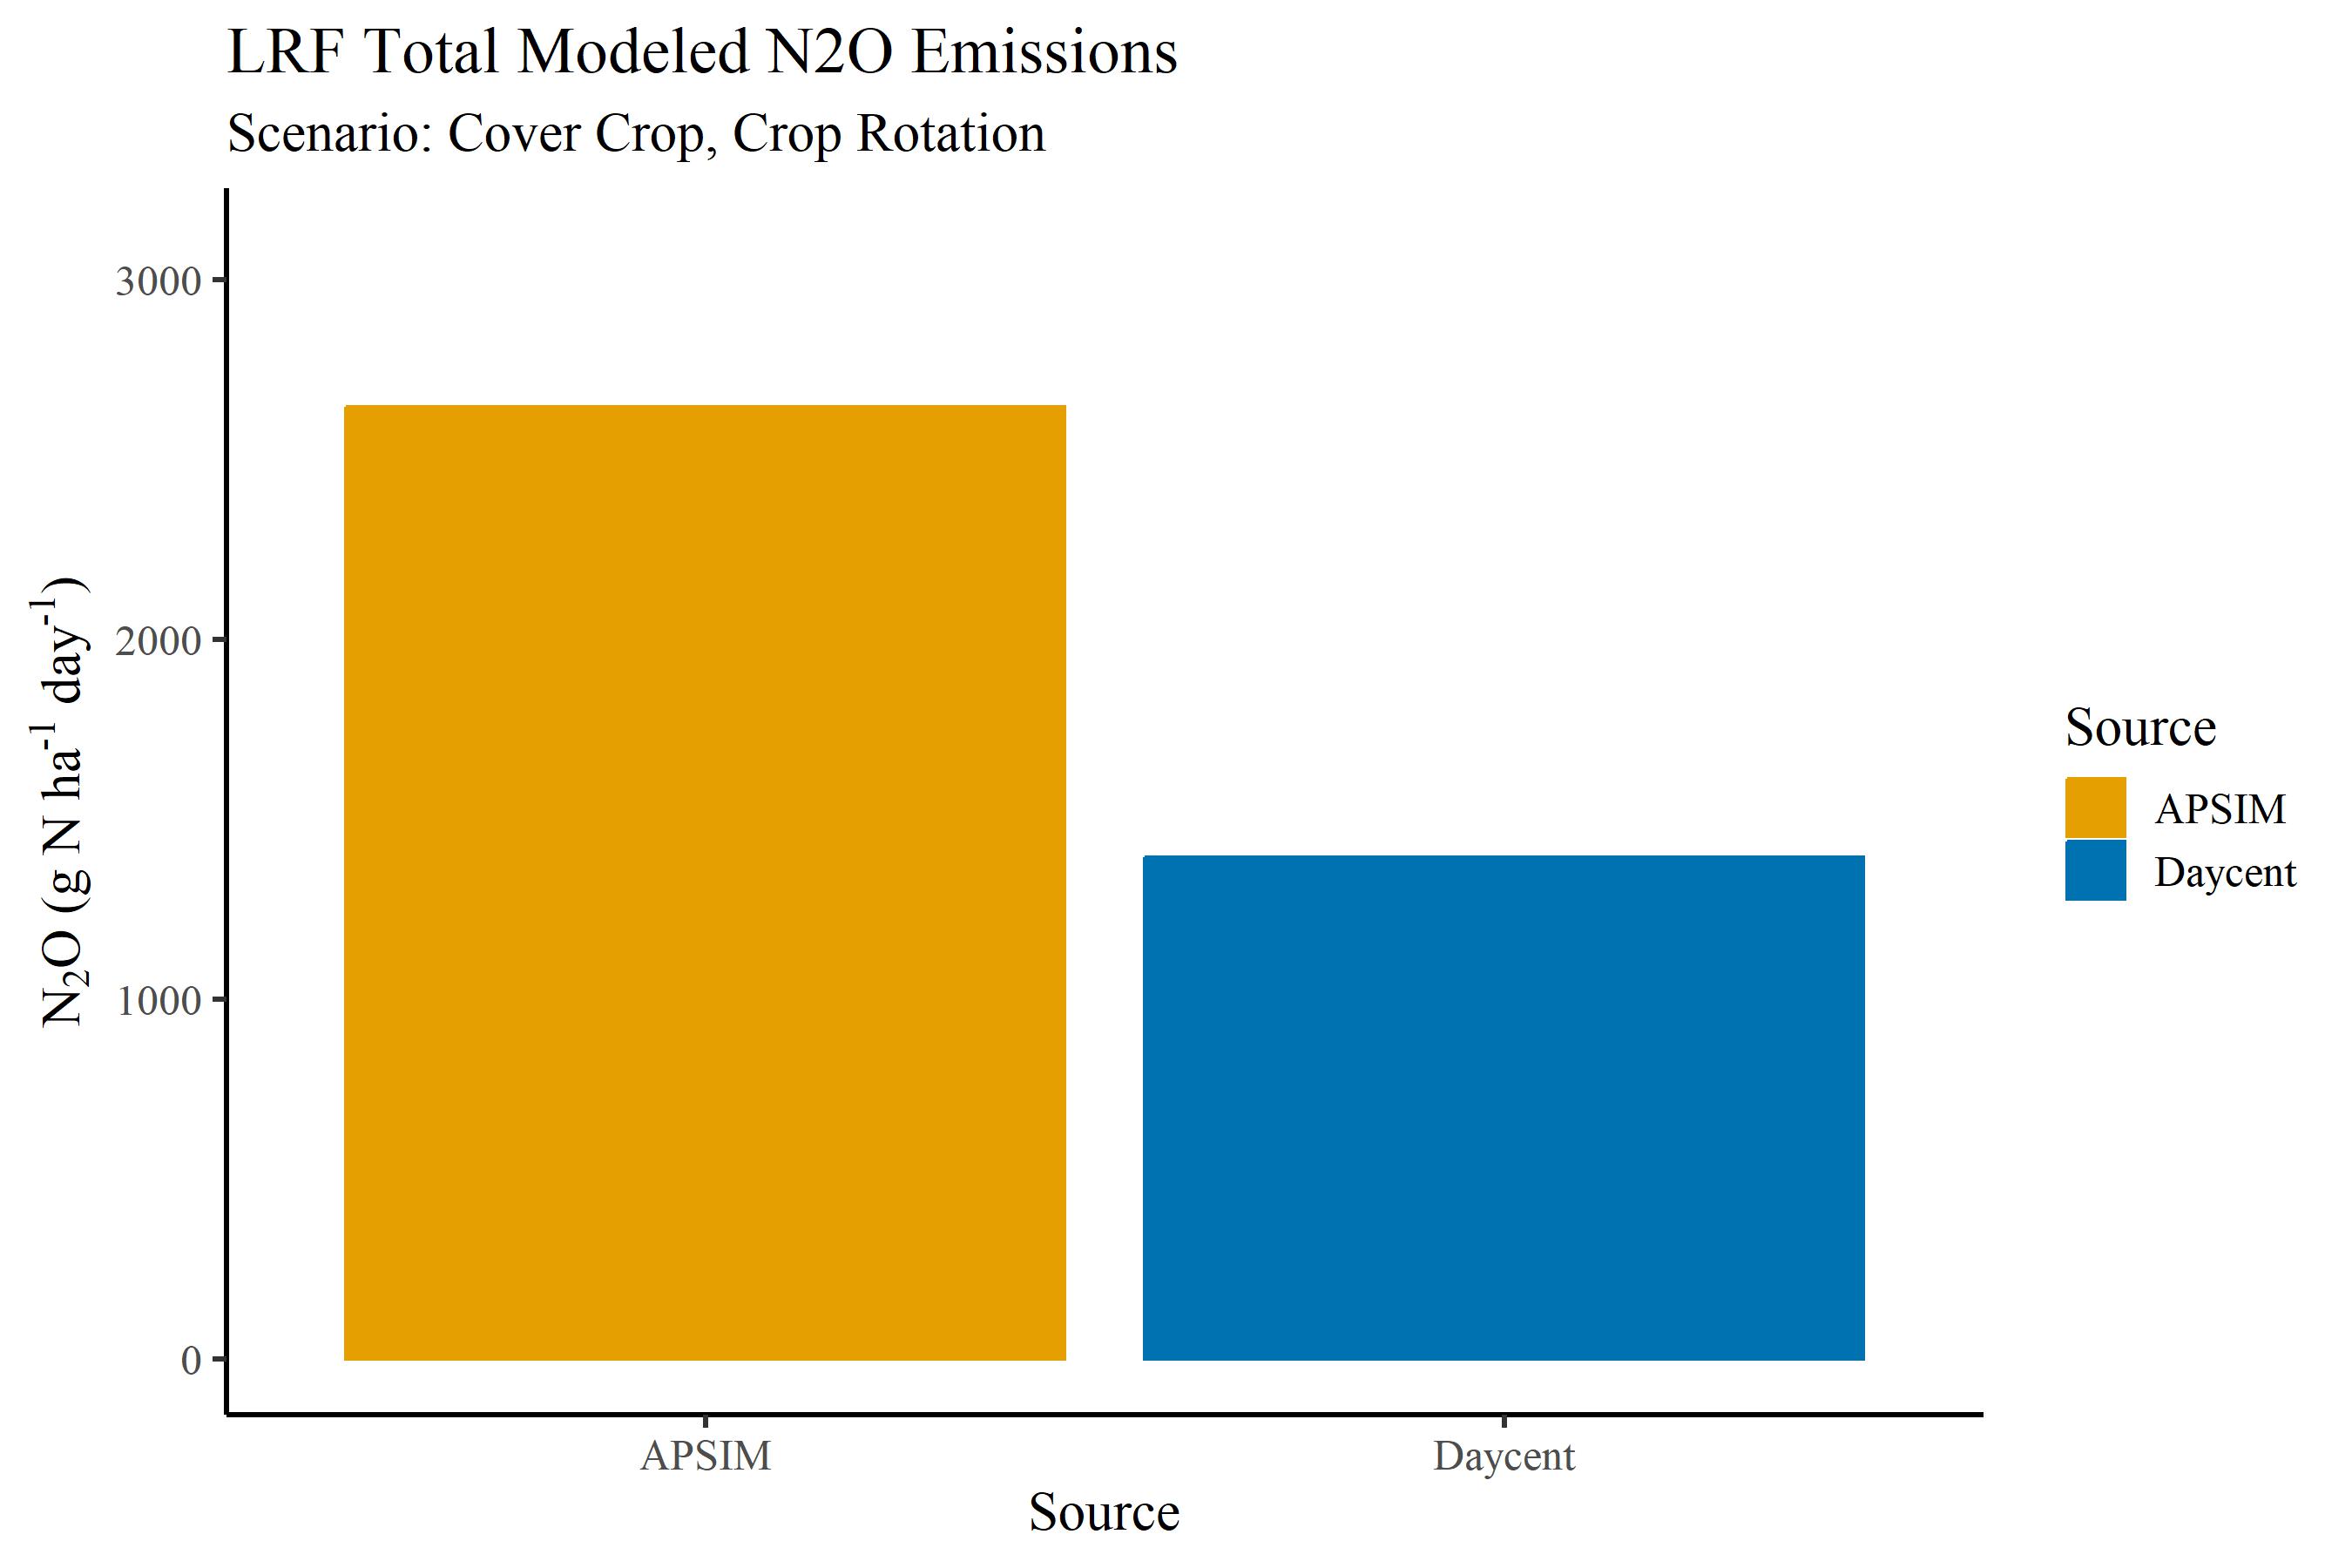 LRF Total Modeled N2O Emissions
Scenario: Cover Crop, Crop Rotation
N₂O (g N ha⁻¹ day⁻¹)
3000
2000
1000
0
APSIM
Daycent
Source
Source
APSIM
Daycent